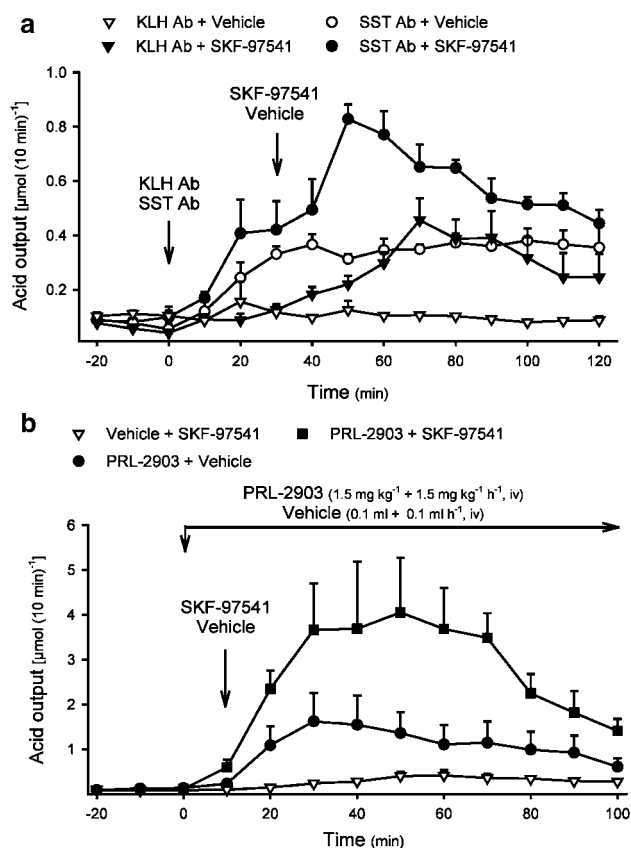 a
KLH Ab + Vehicle
SST Ab + Vehicle
KLH Ab + SKF-97541
SST Ab + SKF-97541
1.0
0.8
0.6
0.4
0.2
Acid output [µmol (10 min)⁻¹]
SKF-97541
Vehicle
KLH Ab
SST Ab
-20 0 20 40 60 80 100 120
Time (min)
b
Vehicle + SKF-97541
PRL-2903 + SKF-97541
PRL-2903 + Vehicle
PRL-2903 (1.5 mg kg⁻¹ + 1.5 mg kg⁻¹ h⁻¹, iv)
Vehicle (0.1 ml + 0.1 ml h⁻¹, iv)
6
5
4
3
2
1
Acid output [µmol (10 min)⁻¹]
SKF-97541
Vehicle
-20 0 20 40 60 80 100
Time (min)